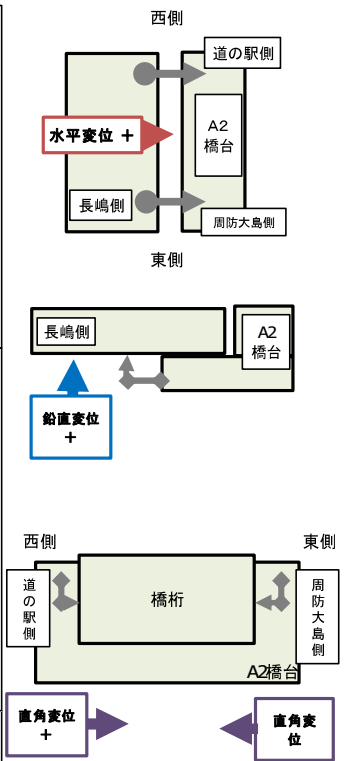 西側
道の駅側
A2
橋台
水平変位 +
長嶋側
周防大島側
東側
長嶋側
A2
橋台
鉛直変位
+
西側
東側
道の駅側
橋桁
周防大島側
A2橋台
直角変位
+
直角変
位